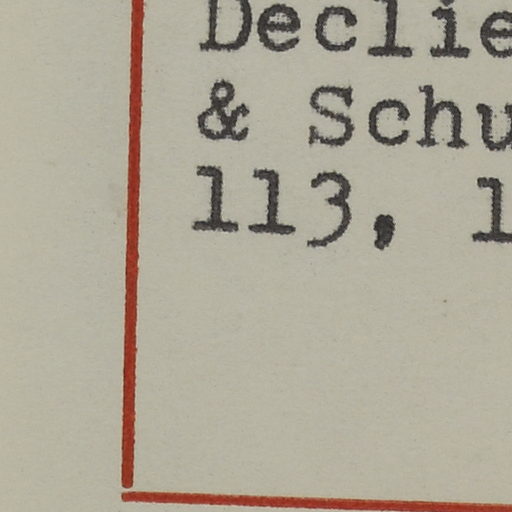 Declie
& Schu
113, 1